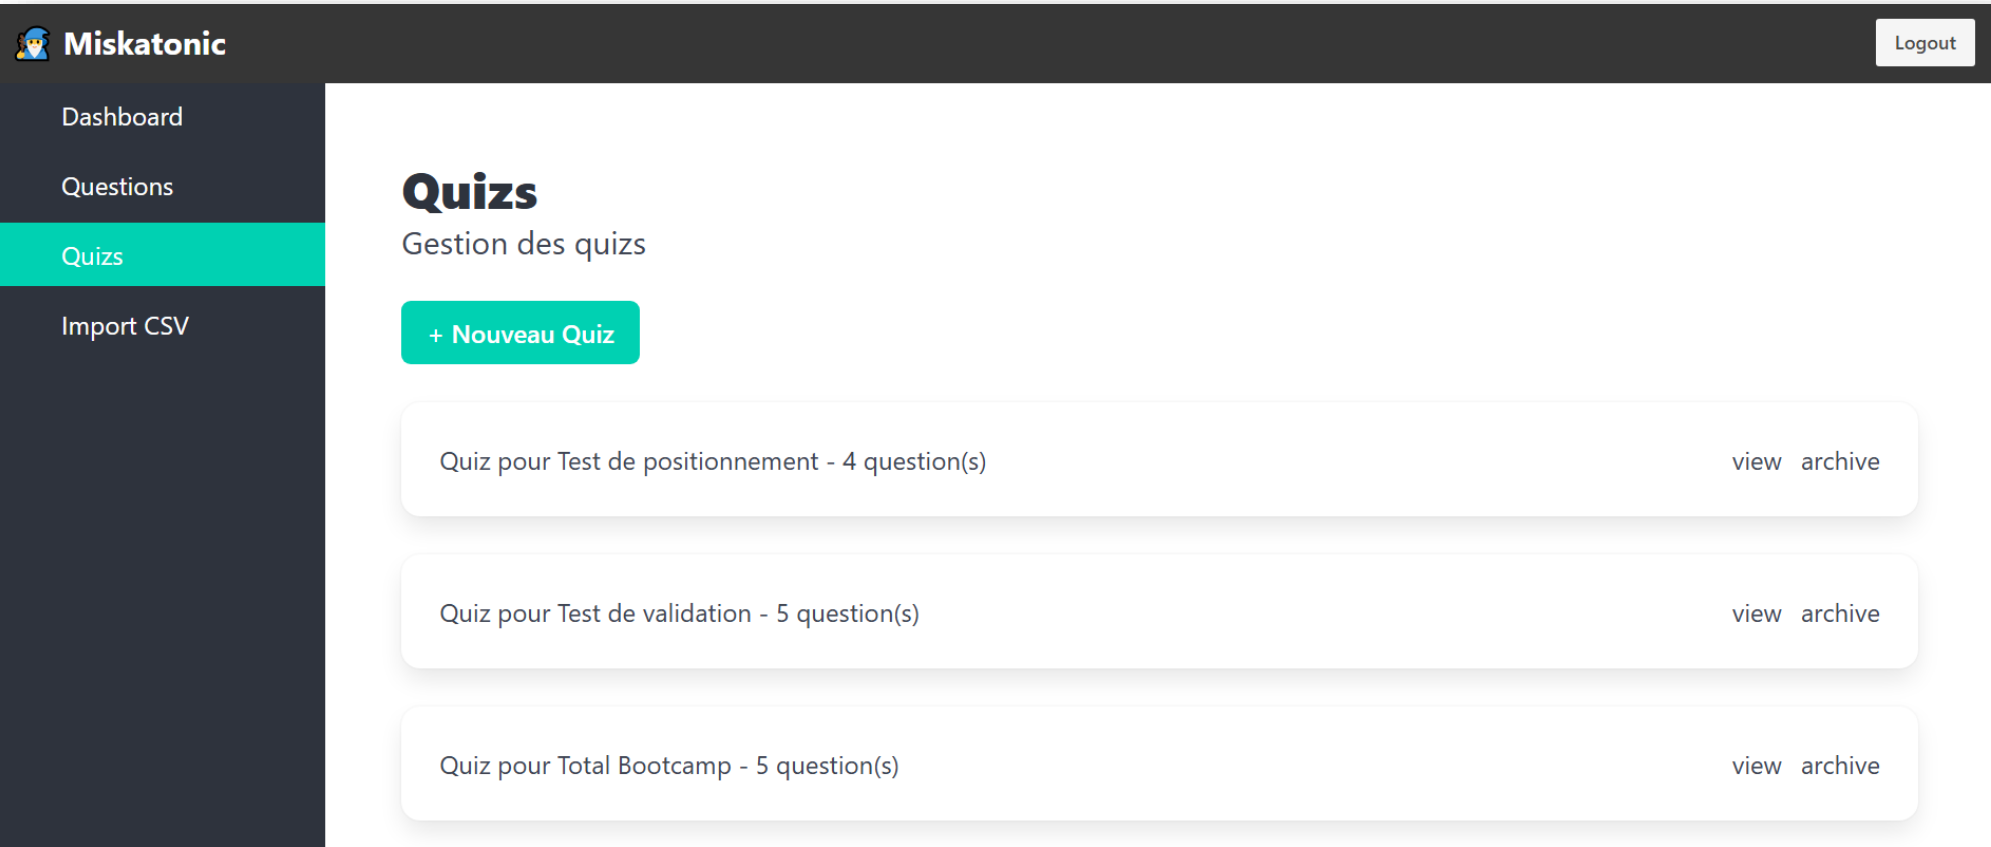 Miskatonic
Logout
Dashboard
Questions
Quizs
Import CSV
Quizs
Gestion des quizs
+ Nouveau Quiz
Quiz pour Test de positionnement - 4 question(s)
view archive
Quiz pour Test de validation - 5 question(s)
view archive
Quiz pour Total Bootcamp - 5 question(s)
view archive